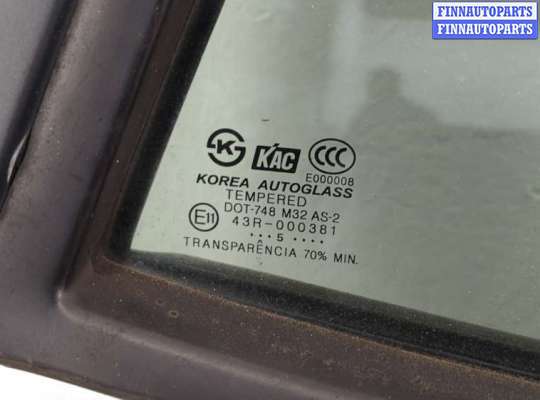 FINNAUTOPARTS
FINNAUTOPARTS
KS KAC CCC
E000008
KOREA AUTOGLASS
TEMPERED
DOT-748 M32 AS-2
E11 43R-000381
•••5 ••••
TRANSPARÊNCIA 70% MIN.